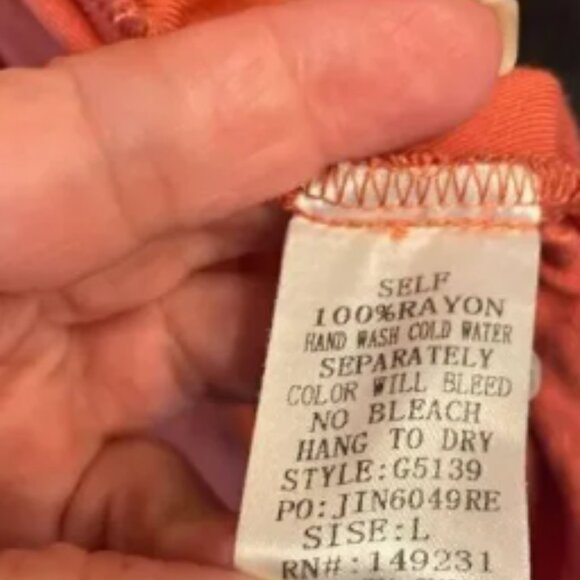 SELF
100%RAYON
HAND WASH COLD WATER
SEPARATELY
COLOR WILL BLEED
NO BLEACH
HANG TO DRY
STYLE:G5139
PO:JIN6049RE
SISE:L
RN#:149231